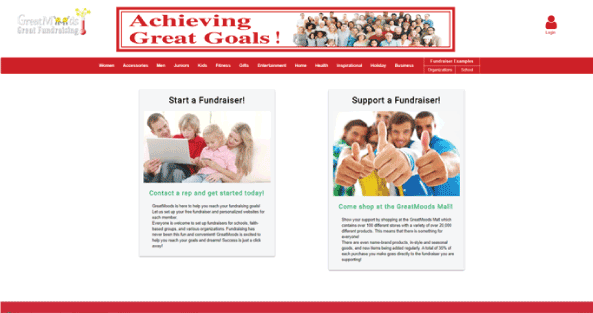 GreatMoods
Great Fundraising
Achieving
Great Goals!
Login
Women Accessories Men Juniors Kids Fitness Gifts Entertainment Home Health Inspirational Holiday Business
Fundraiser Examples
Organizations School
Start a Fundraiser!
Contact a rep and get started today!
GreatMoods is here to help you reach your fundraising goals!
Let us set up your free fundraiser and personalized websites for
each member.
Everyone is welcome to set up fundraisers for schools, faith-
based groups, and various organizations. Fundraising has
never been this fun and convenient! GreatMoods is excited to
help you reach your goals and dreams! Success is just a click
away!
Support a Fundraiser!
Come shop at the GreatMoods Mall!
Show your support by shopping at the GreatMoods Mall which
contains over 100 different stores with a variety of over 20,000
different products. This means that there is something for
everyone!
There are even name brand products, in-style and seasonal
goods, and new items being added regularly. A total of 30% of
each purchase you make goes directly to the fundraiser you are
supporting!